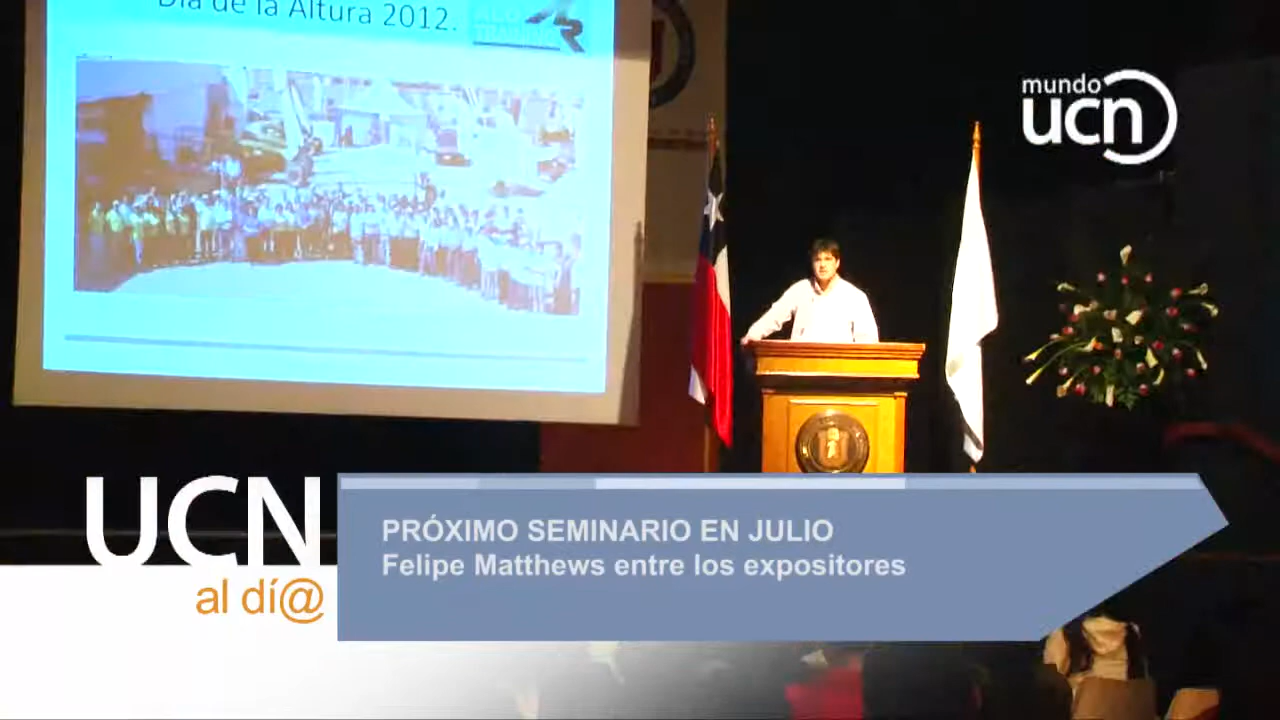 Día de la Altura 2012.
mundo
ucn
UCN
al dí@
PRÓXIMO SEMINARIO EN JULIO
Felipe Matthews entre los expositores